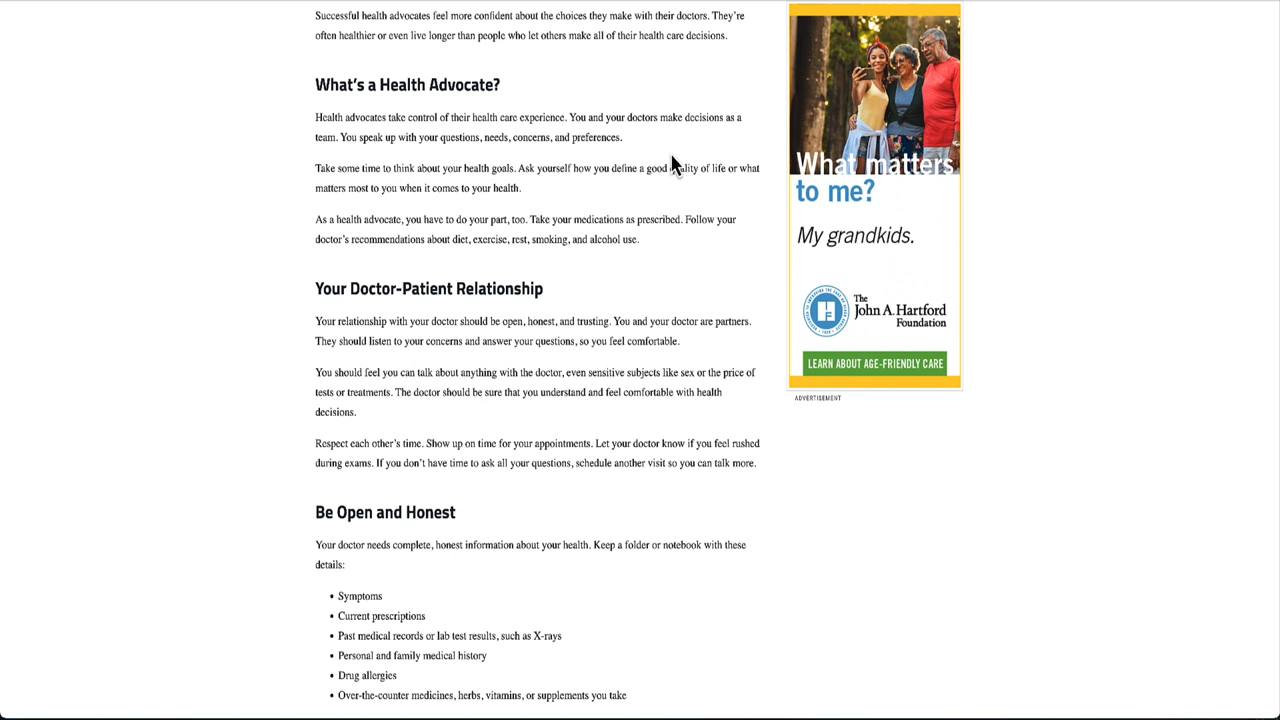 Successful health advocates feel more confident about the choices they make with their doctors. They're
often healthier or even live longer than people who let others make all of their health care decisions.
What's a Health Advocate?
Health advocates take control of their health care experience. You and your doctors make decisions as a
team. You speak up with your questions, needs, concerns, and preferences.
Take some time to think about your health goals. Ask yourself how you define a good quality of life or what
matters most to you when it comes to your health.
As a health advocate, you have to do your part, too. Take your medications as prescribed. Follow your
doctor's recommendations about diet, exercise, rest, smoking, and alcohol use.
Your Doctor-Patient Relationship
Your relationship with your doctor should be open, honest, and trusting. You and your doctor are partners.
They should listen to your concerns and answer your questions, so you feel comfortable.
You should feel you can talk about anything with the doctor, even sensitive subjects like sex or the price of
tests or treatments. The doctor should be sure that you understand and feel comfortable with health
decisions.
Respect each other's time. Show up on time for your appointments. Let your doctor know if you feel rushed
during exams. If you don't have time to ask all your questions, schedule another visit so you can talk more.
Be Open and Honest
Your doctor needs complete, honest information about your health. Keep a folder or notebook with these
details:
• Symptoms
• Current prescriptions
• Past medical records or lab test results, such as X-rays
• Personal and family medical history
• Drug allergies
• Over-the-counter medicines, herbs, vitamins, or supplements you take
What matters
to me?
My grandkids.
The
John A. Hartford
Foundation
LEARN ABOUT AGE-FRIENDLY CARE
ADVERTISEMENT